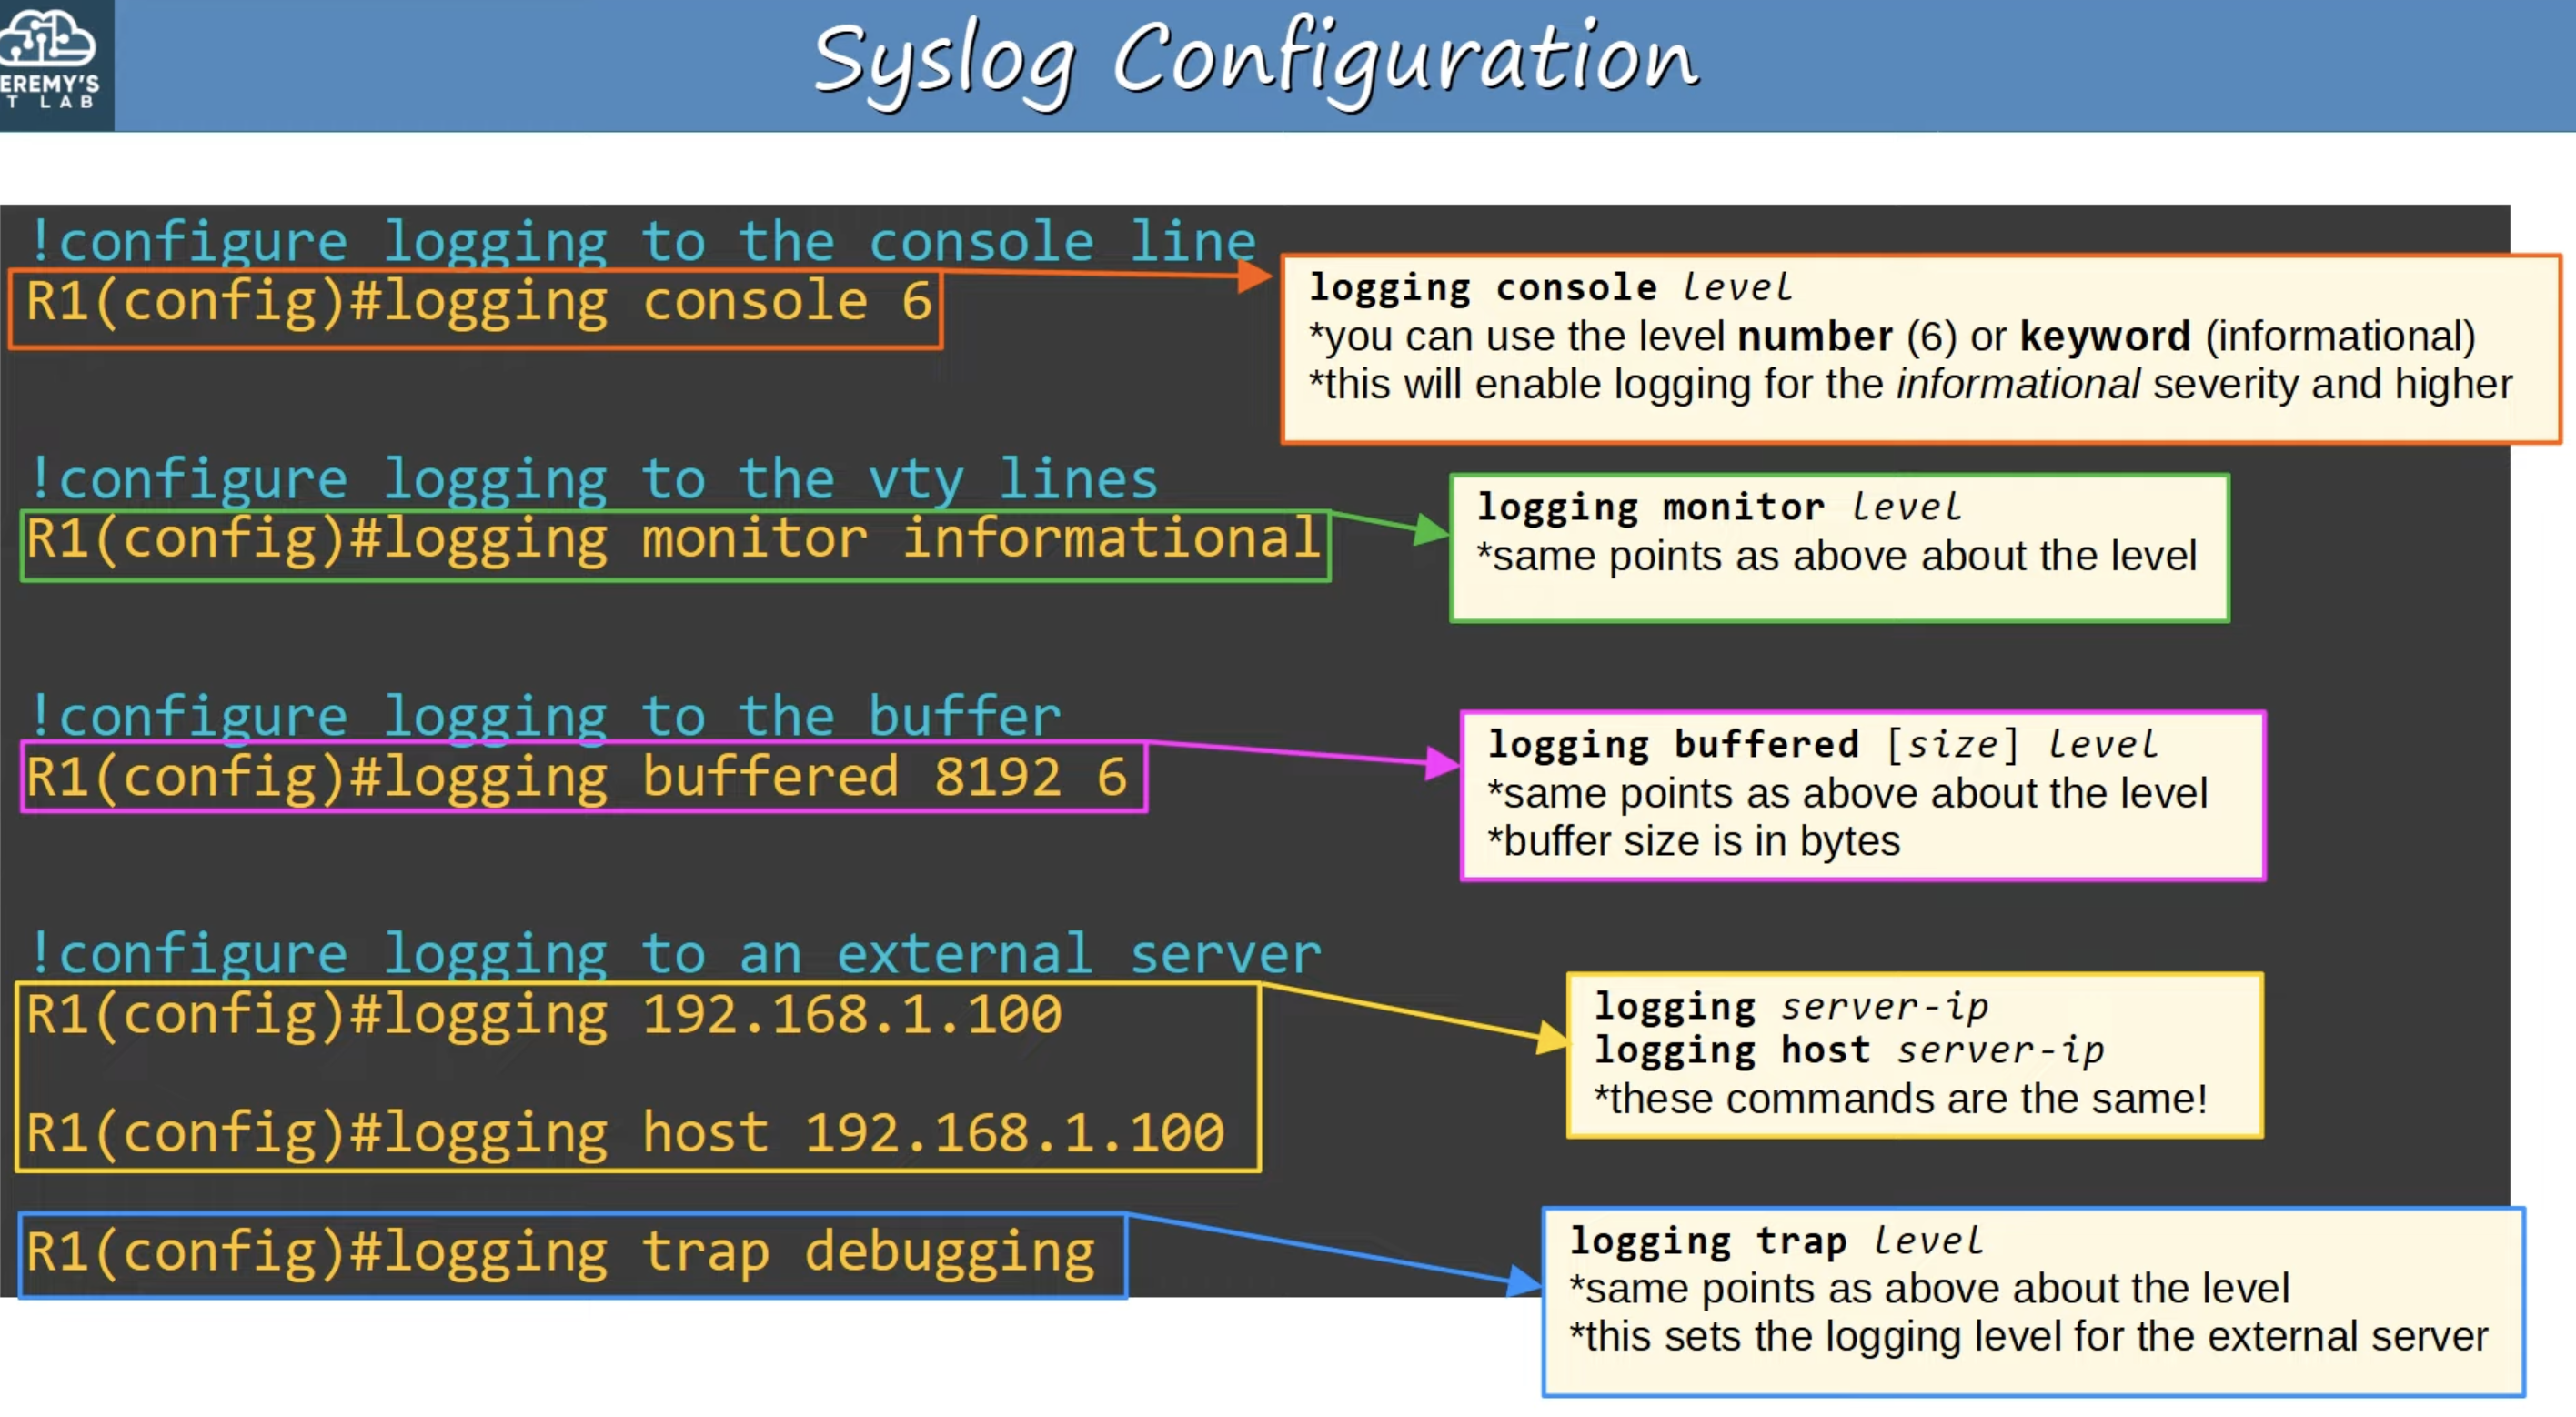 EREMY'S
T LAB
Syslog Configuration
!configure logging to the console line
R1(config)#logging console 6
logging console level
*you can use the level number (6) or keyword (informational)
*this will enable logging for the informational severity and higher
!configure logging to the vty lines
R1(config)#logging monitor informational
logging monitor level
*same points as above about the level
!configure logging to the buffer
R1(config)#logging buffered 8192 6
logging buffered [size] level
*same points as above about the level
*buffer size is in bytes
!configure logging to an external server
R1(config)#logging 192.168.1.100
R1(config)#logging host 192.168.1.100
logging server-ip
logging host server-ip
*these commands are the same!
R1(config)#logging trap debugging
logging trap level
*same points as above about the level
*this sets the logging level for the external server